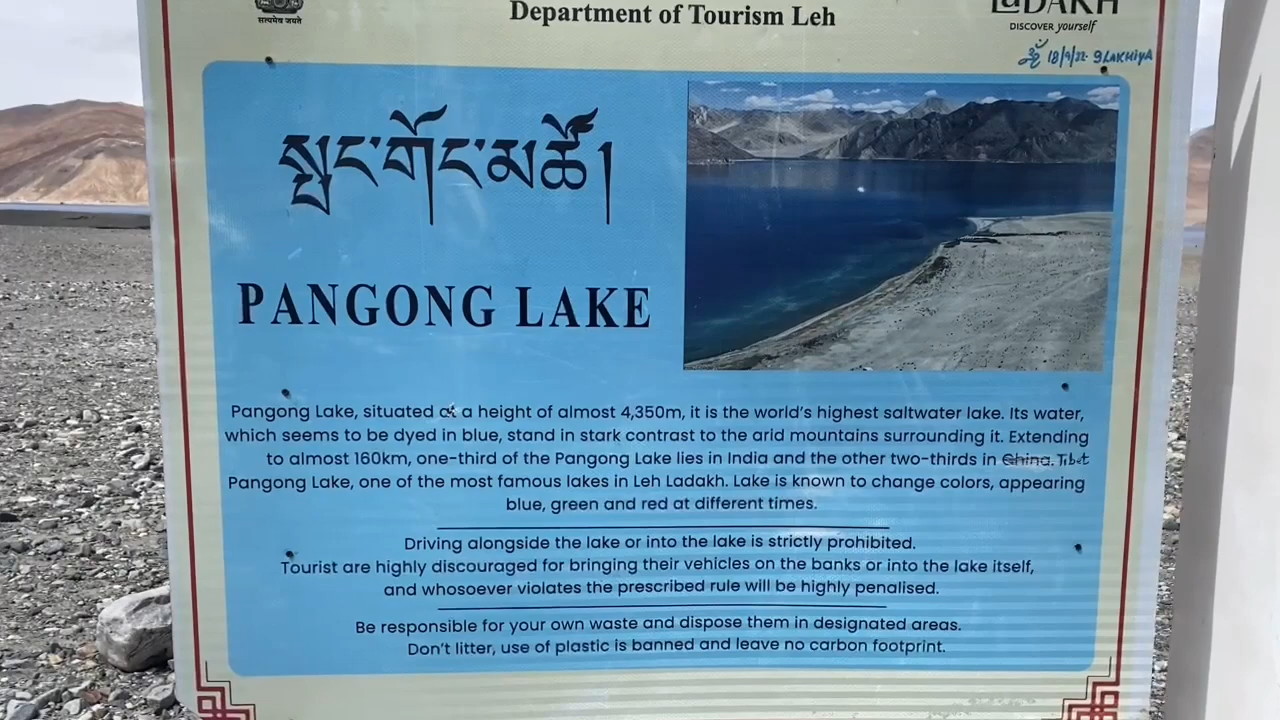 सत्यमेव जयते
Department of Tourism Leh
LaDAKH
DISCOVER yourself
ॐ 18/9/22- 9LAKHIYA
སྤང་གོང་མཚོ།
PANGONG LAKE
Pangong Lake, situated at a height of almost 4,350m, it is the world's highest saltwater lake. Its water,
which seems to be dyed in blue, stand in stark contrast to the arid mountains surrounding it. Extending
to almost 160km, one-third of the Pangong Lake lies in India and the other two-thirds in China. Tibet
Pangong Lake, one of the most famous lakes in Leh Ladakh. Lake is known to change colors, appearing
blue, green and red at different times.
Driving alongside the lake or into the lake is strictly prohibited.
Tourist are highly discouraged for bringing their vehicles on the banks or into the lake itself,
and whosoever violates the prescribed rule will be highly penalised.
Be responsible for your own waste and dispose them in designated areas.
Don't litter, use of plastic is banned and leave no carbon footprint.